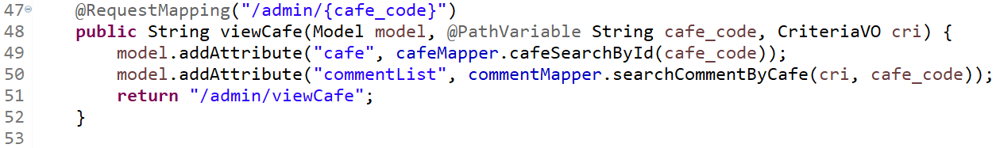 47 @RequestMapping("/admin/{cafe_code}")
48 public String viewCafe(Model model, @PathVariable String cafe_code, CriteriaVO cri) {
49 model.addAttribute("cafe", cafeMapper.cafeSearchById(cafe_code));
50 model.addAttribute("commentList", commentMapper.searchCommentByCafe(cri, cafe_code));
51 return "/admin/viewCafe";
52 }
53